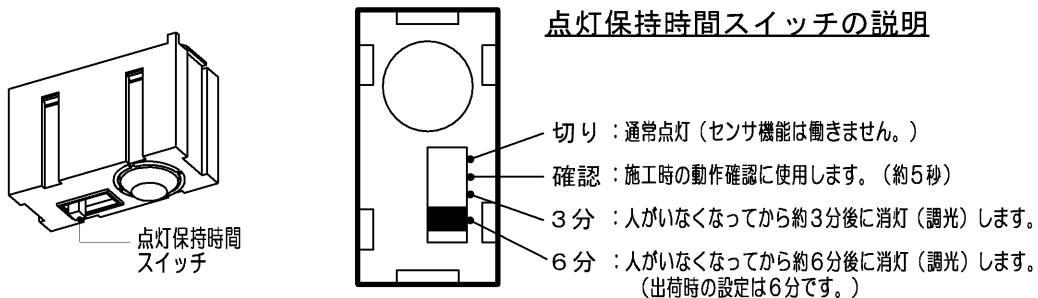 点灯保持時間スイッチの説明
切り：通常点灯（センサ機能は働きません。）
確認：施工時の動作確認に使用します。（約５秒）
３分：人がいなくなってから約３分後に消灯（調光）します。
６分：人がいなくなってから約６分後に消灯（調光）します。
（出荷時の設定は６分です。）
点灯保持時間
スイッチ